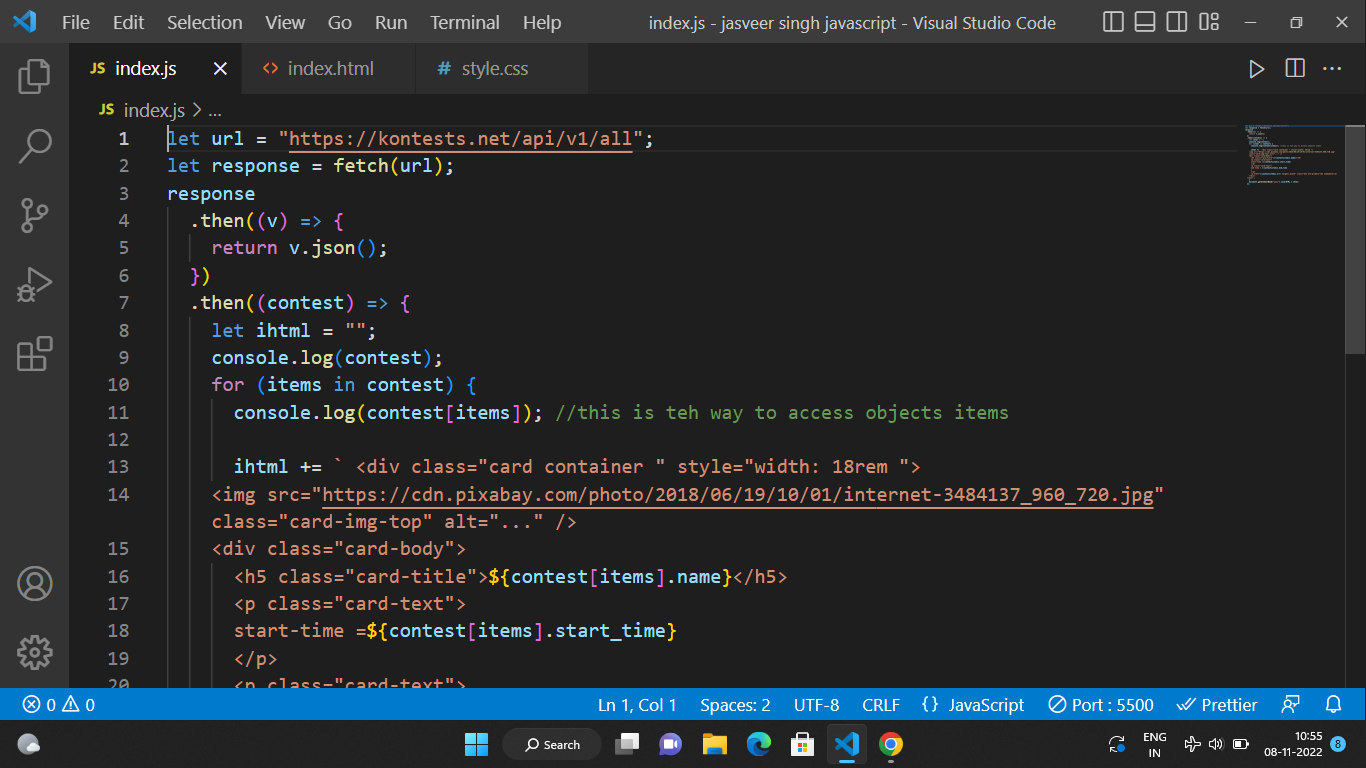 File Edit Selection View Go Run Terminal Help index.js - jasveer singh javascript - Visual Studio Code
JS index.js <> index.html # style.css
JS index.js > ...
1 let url = "https://kontests.net/api/v1/all";
2 let response = fetch(url);
3 response
4 .then((v) => {
5 return v.json();
6 })
7 .then((contest) => {
8 let ihtml = "";
9 console.log(contest);
10 for (items in contest) {
11 console.log(contest[items]); //this is teh way to access objects items
12
13 ihtml += ` <div class="card container " style="width: 18rem ">
14 <img src="https://cdn.pixabay.com/photo/2018/06/19/10/01/internet-3484137_960_720.jpg"
class="card-img-top" alt="..." />
15 <div class="card-body">
16 <h5 class="card-title">${contest[items].name}</h5>
17 <p class="card-text">
18 start-time =${contest[items].start_time}
19 </p>
20 <p class="card-text">
0 0 Ln 1, Col 1 Spaces: 2 UTF-8 CRLF {} JavaScript Port : 5500 Prettier
Search ENG IN 10:55 08-11-2022 8